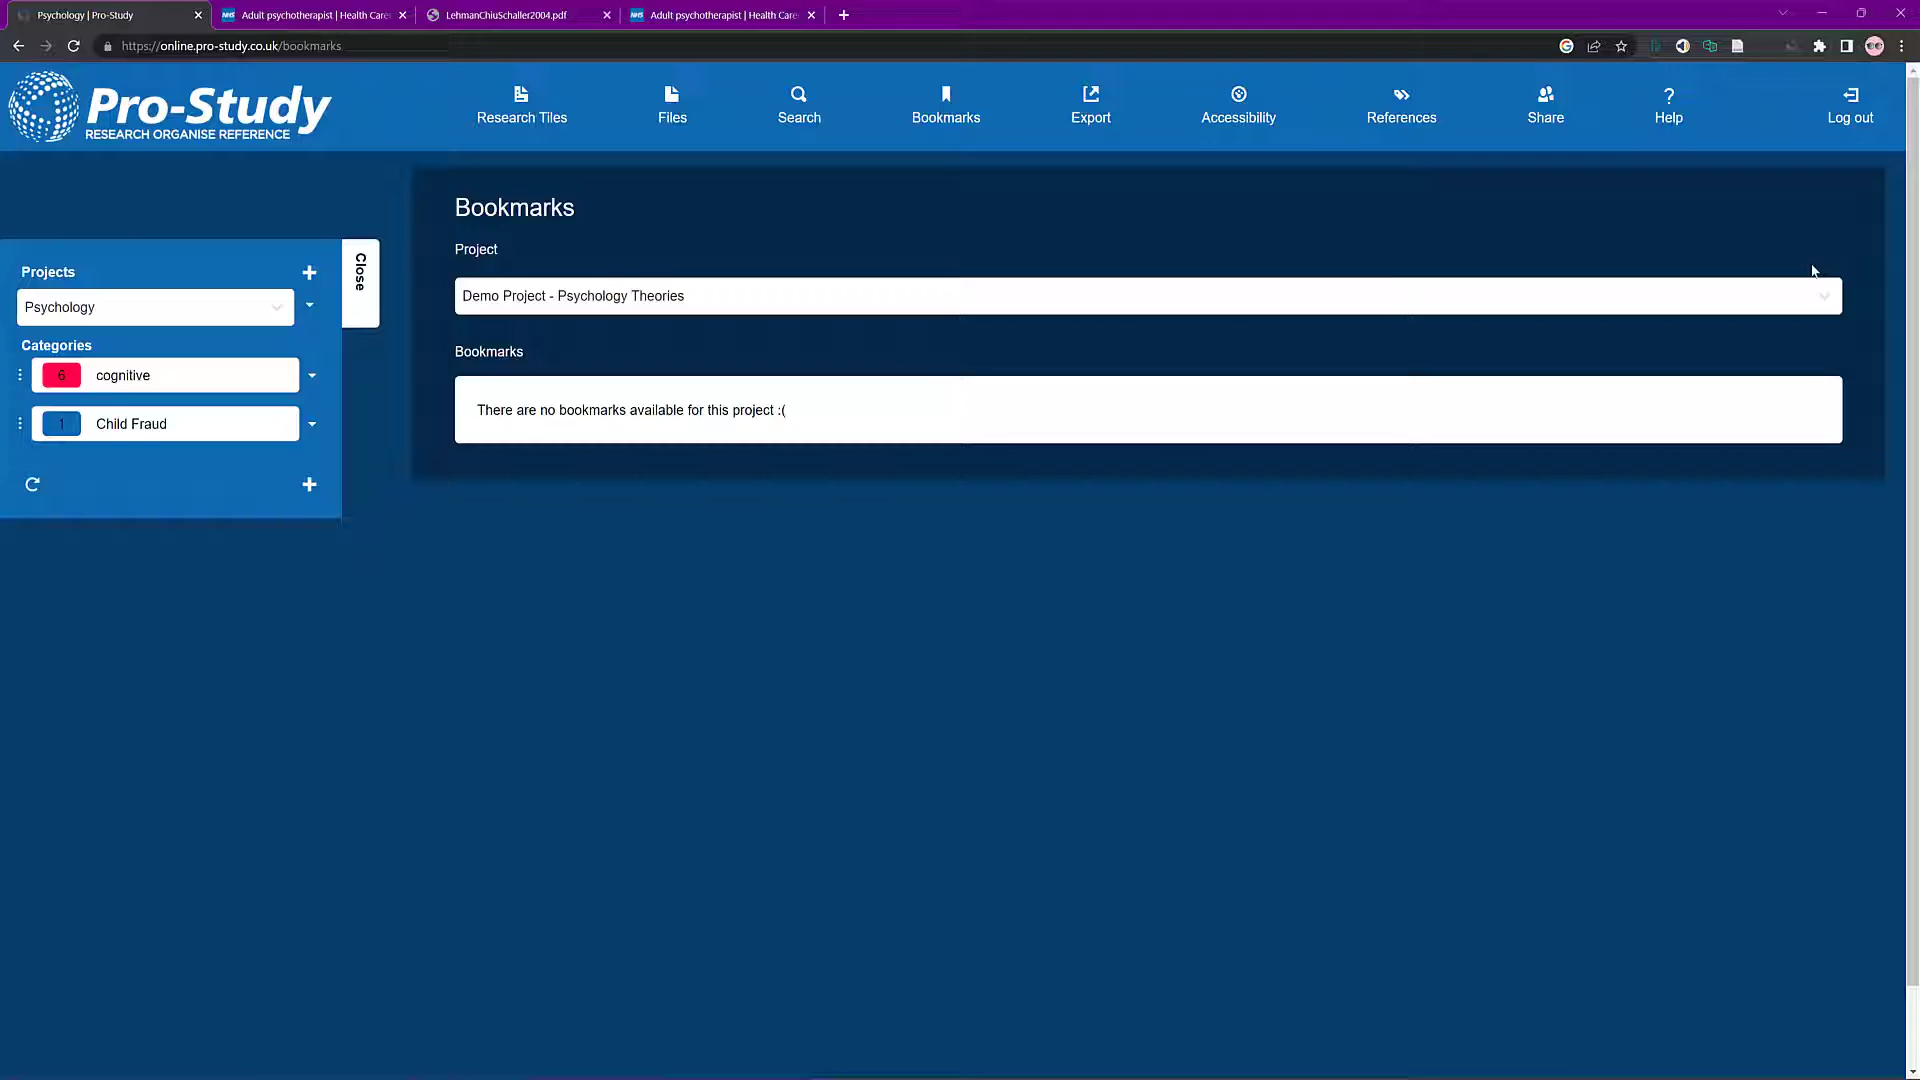 Psychology | Pro-Study
Adult psychotherapist | Health Care
LehmanChiuSchaller2004.pdf
Adult psychotherapist | Health Care
https://online.pro-study.co.uk/bookmarks
Pro-Study
RESEARCH ORGANISE REFERENCE
Research Tiles
Files
Search
Bookmarks
Export
Accessibility
References
Share
Help
Log out
Projects
Psychology
Categories
6 cognitive
1 Child Fraud
Close
Bookmarks
Project
Demo Project - Psychology Theories
Bookmarks
There are no bookmarks available for this project :(